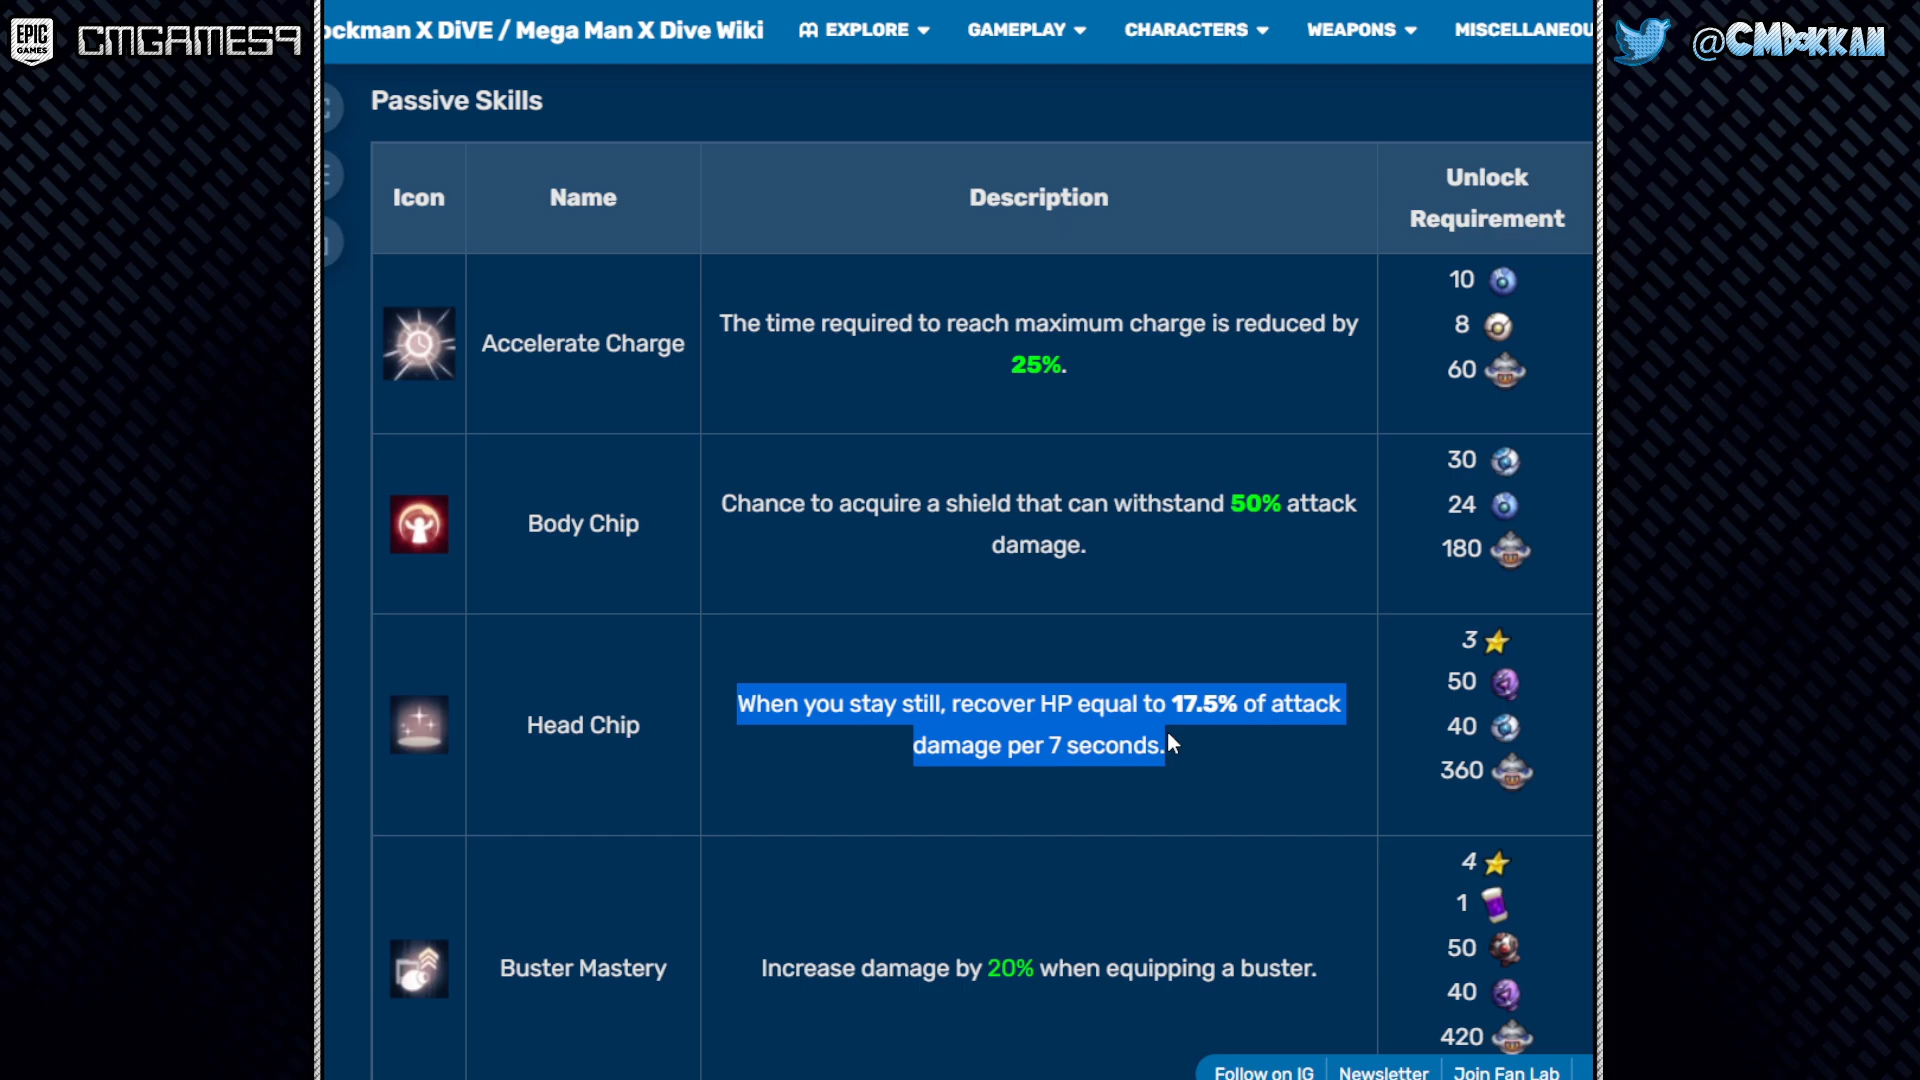 EPIC
GAMES
CMGAMES9
ockman X DiVE / Mega Man X Dive Wiki
EXPLORE
GAMEPLAY
CHARACTERS
WEAPONS
MISCELLANEOU
@CMDOKKAN
Passive Skills
Icon
Name
Description
Unlock
Requirement
Accelerate Charge
The time required to reach maximum charge is reduced by
25%.
10
8
60
Body Chip
Chance to acquire a shield that can withstand 50% attack
damage.
30
24
180
Head Chip
When you stay still, recover HP equal to 17.5% of attack
damage per 7 seconds.
3
50
40
360
Buster Mastery
Increase damage by 20% when equipping a buster.
4
1
50
40
420
Follow on IG
Newsletter
Join Fan Lab